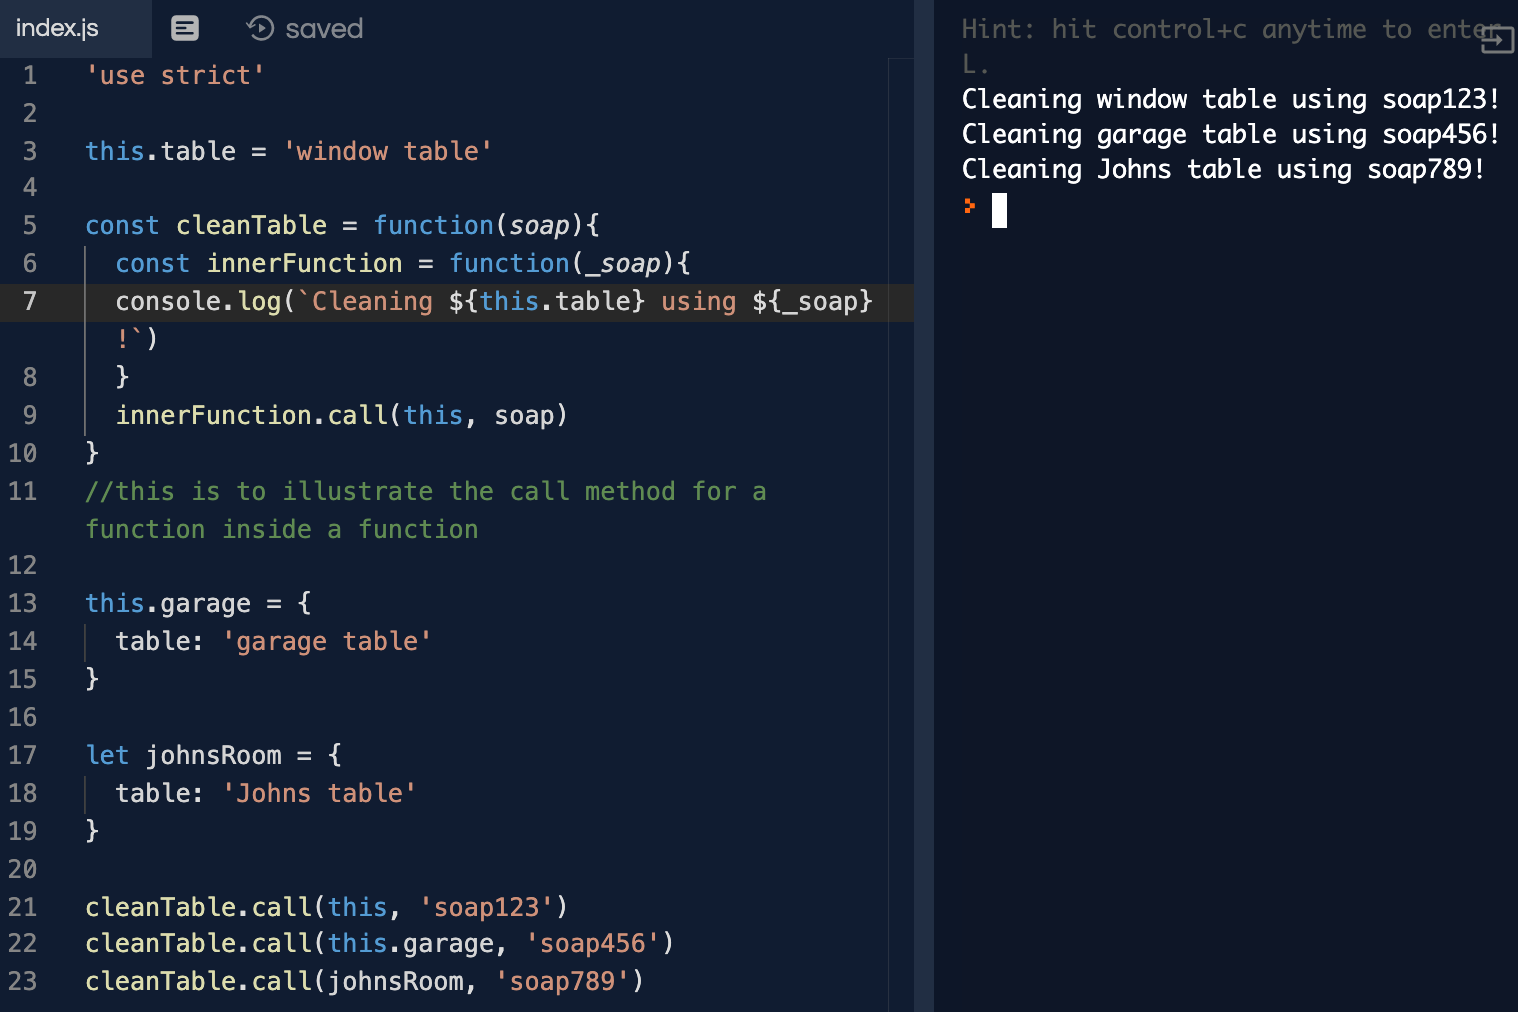 index.js saved
1 'use strict'
2
3 this.table = 'window table'
4
5 const cleanTable = function(soap){
6 const innerFunction = function(_soap){
7 console.log(`Cleaning ${this.table} using ${_soap}
!`)
8 }
9 innerFunction.call(this, soap)
10 }
11 //this is to illustrate the call method for a
function inside a function
12
13 this.garage = {
14 table: 'garage table'
15 }
16
17 let johnsRoom = {
18 table: 'Johns table'
19 }
20
21 cleanTable.call(this, 'soap123')
22 cleanTable.call(this.garage, 'soap456')
23 cleanTable.call(johnsRoom, 'soap789')
Hint: hit control+c anytime to enter
L.
Cleaning window table using soap123!
Cleaning garage table using soap456!
Cleaning Johns table using soap789!
>